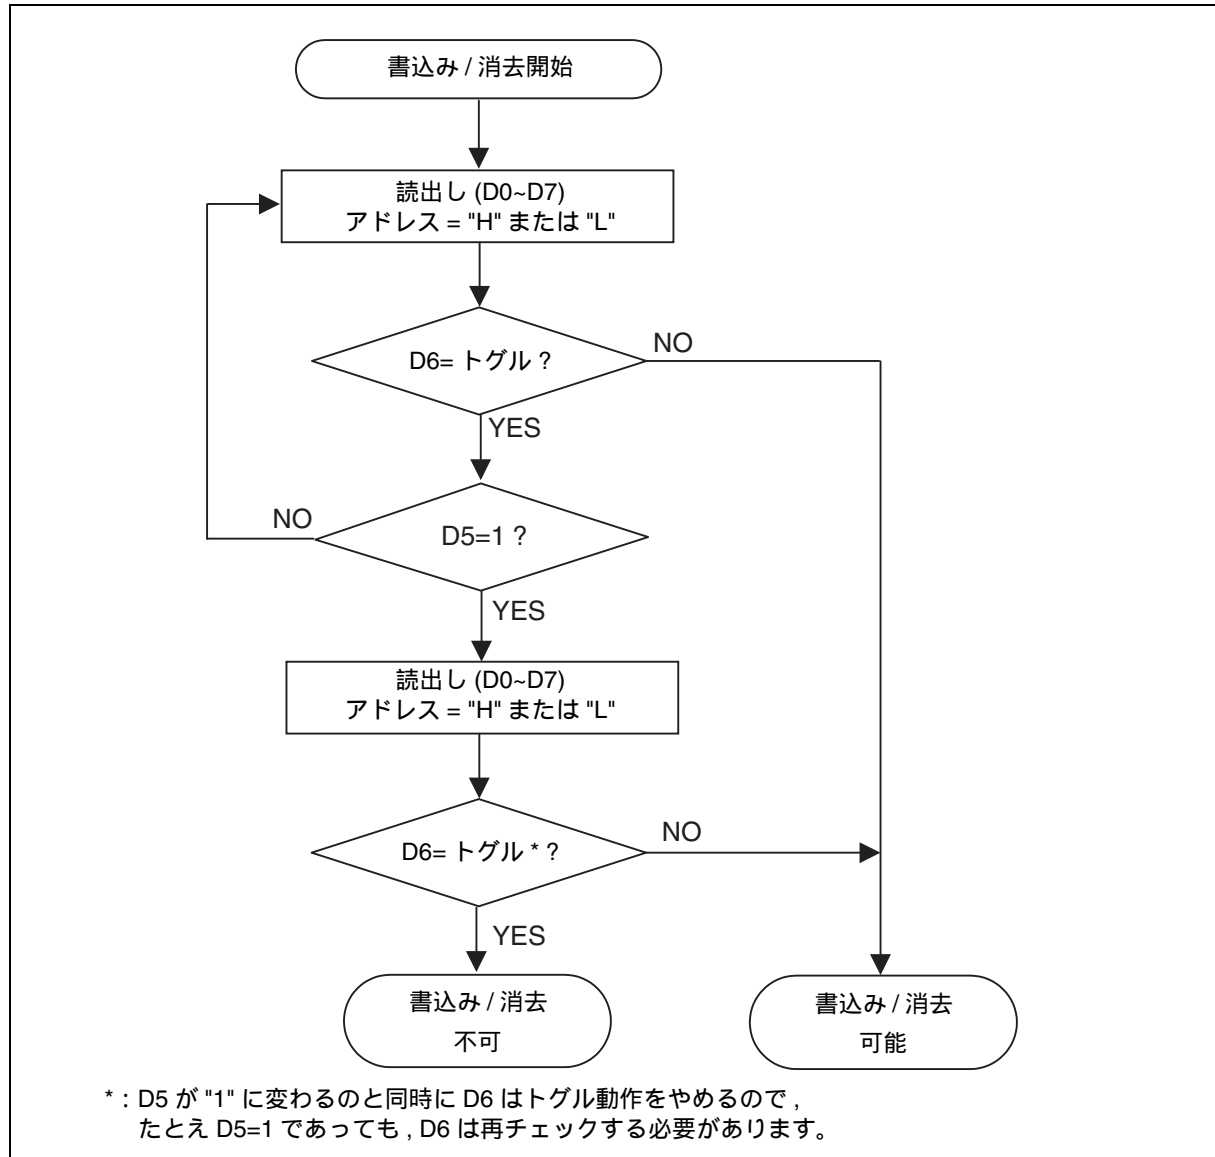 書込み / 消去開始
読出し (D0~D7)
アドレス = "H" または "L"
D6= トグル ?
NO
YES
D5=1 ?
NO
YES
読出し (D0~D7)
アドレス = "H" または "L"
D6= トグル * ?
NO
YES
書込み / 消去
不可
書込み / 消去
可能
* : D5 が "1" に変わるのと同時に D6 はトグル動作をやめるので ,
たとえ D5=1 であっても , D6 は再チェックする必要があります。